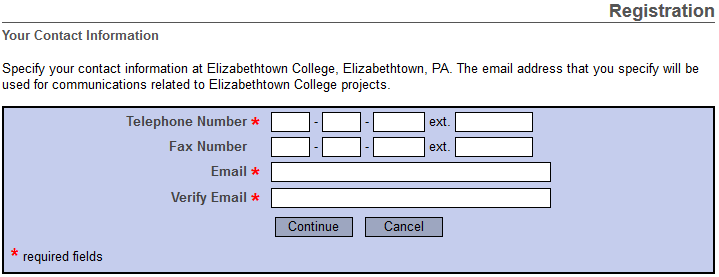 Registration
Your Contact Information
Specify your contact information at Elizabethtown College, Elizabethtown, PA. The email address that you specify will be
used for communications related to Elizabethtown College projects.
Telephone Number * - - ext.
Fax Number - - ext.
Email *
Verify Email *
Continue Cancel
* required fields